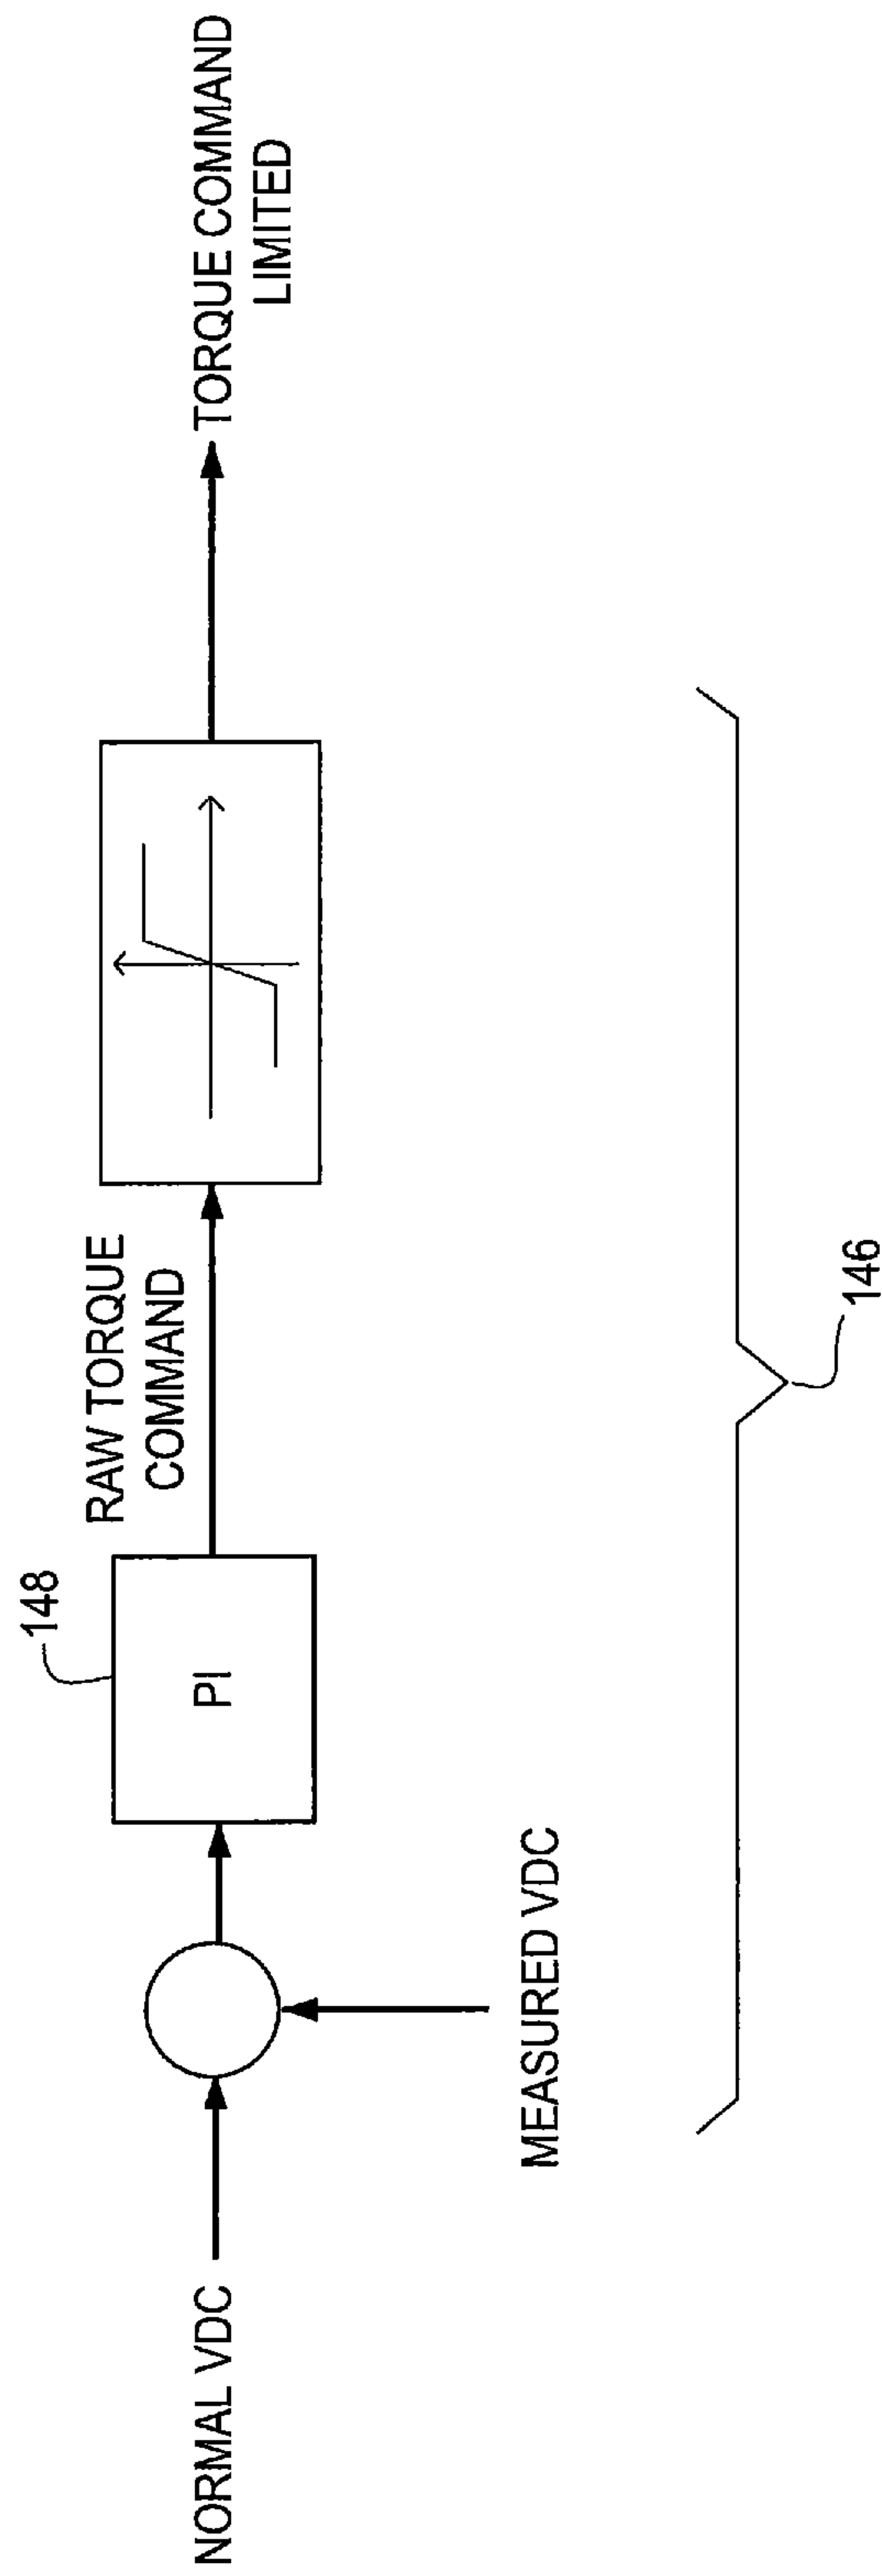 NORMAL VDC
MEASURED VDC
148
PI
RAW TORQUE
COMMAND
TORQUE COMMAND
LIMITED
146